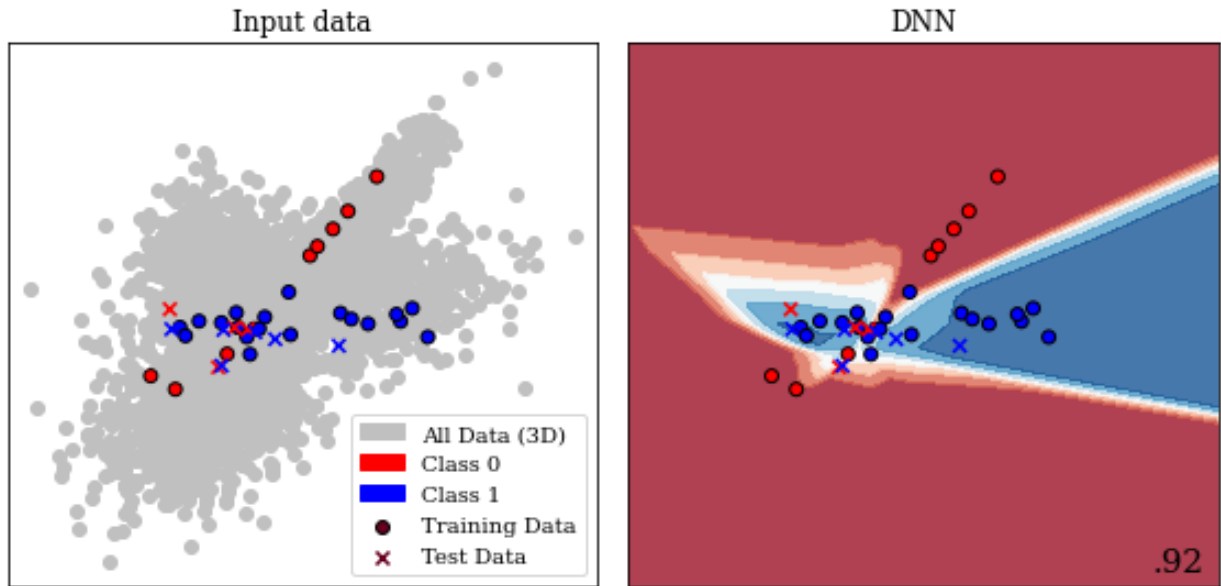 Input data
DNN
All Data (3D)
Class 0
Class 1
Training Data
Test Data
.92